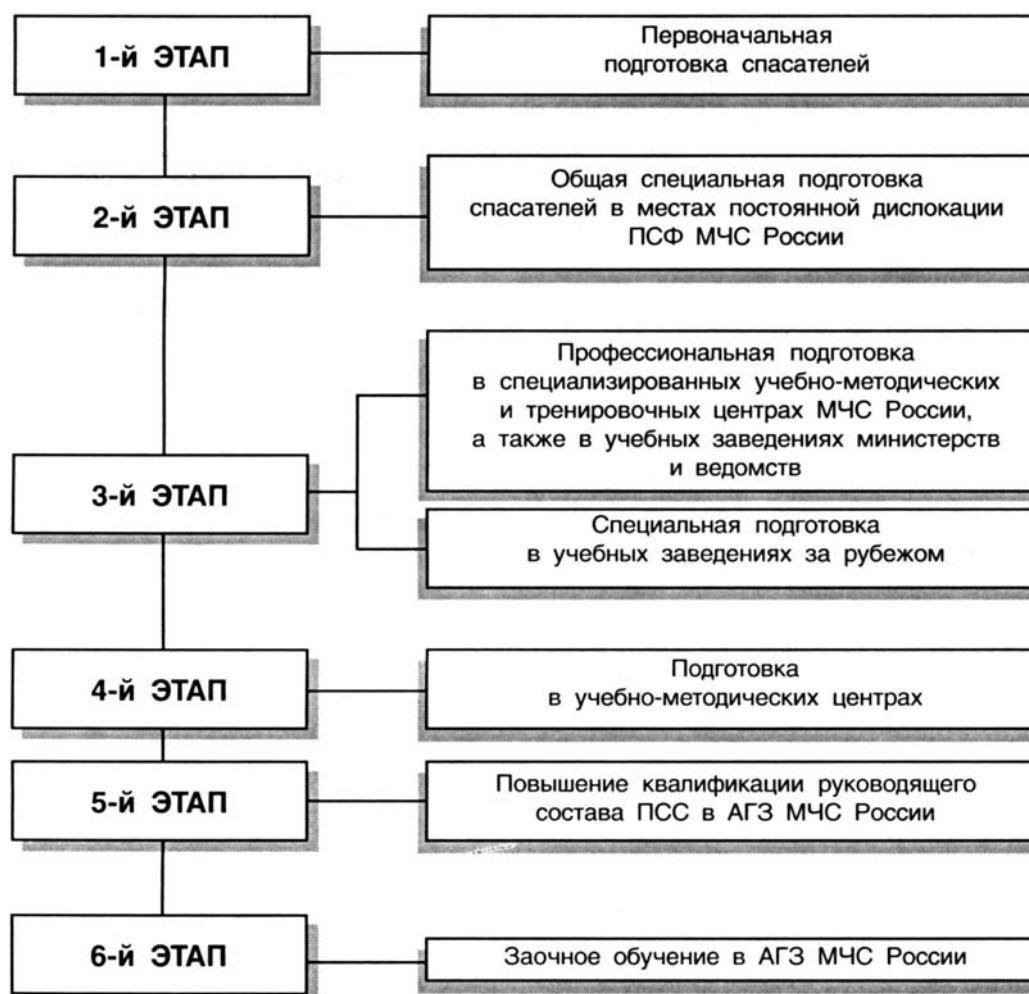 1-й ЭТАП
Первоначальная
подготовка спасателей
2-й ЭТАП
Общая специальная подготовка
спасателей в местах постоянной дислокации
ПСФ МЧС России
3-й ЭТАП
Профессиональная подготовка
в специализированных учебно-методических
и тренировочных центрах МЧС России,
а также в учебных заведениях министерств
и ведомств
Специальная подготовка
в учебных заведениях за рубежом
4-й ЭТАП
Подготовка
в учебно-методических центрах
5-й ЭТАП
Повышение квалификации руководящего
состава ПСС в АГЗ МЧС России
6-й ЭТАП
Заочное обучение в АГЗ МЧС России